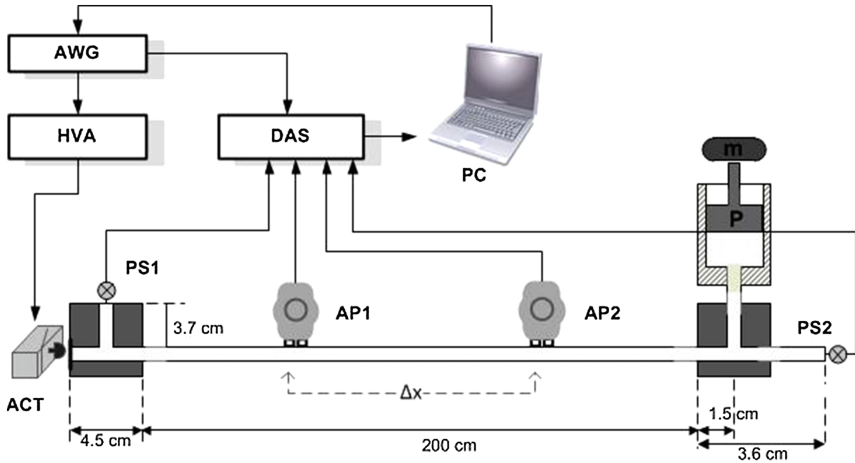 AWG
HVA
DAS
PC
m
P
PS1
AP1
AP2
PS2
3.7 cm
ACT
Δx
1.5 cm
4.5 cm
200 cm
3.6 cm